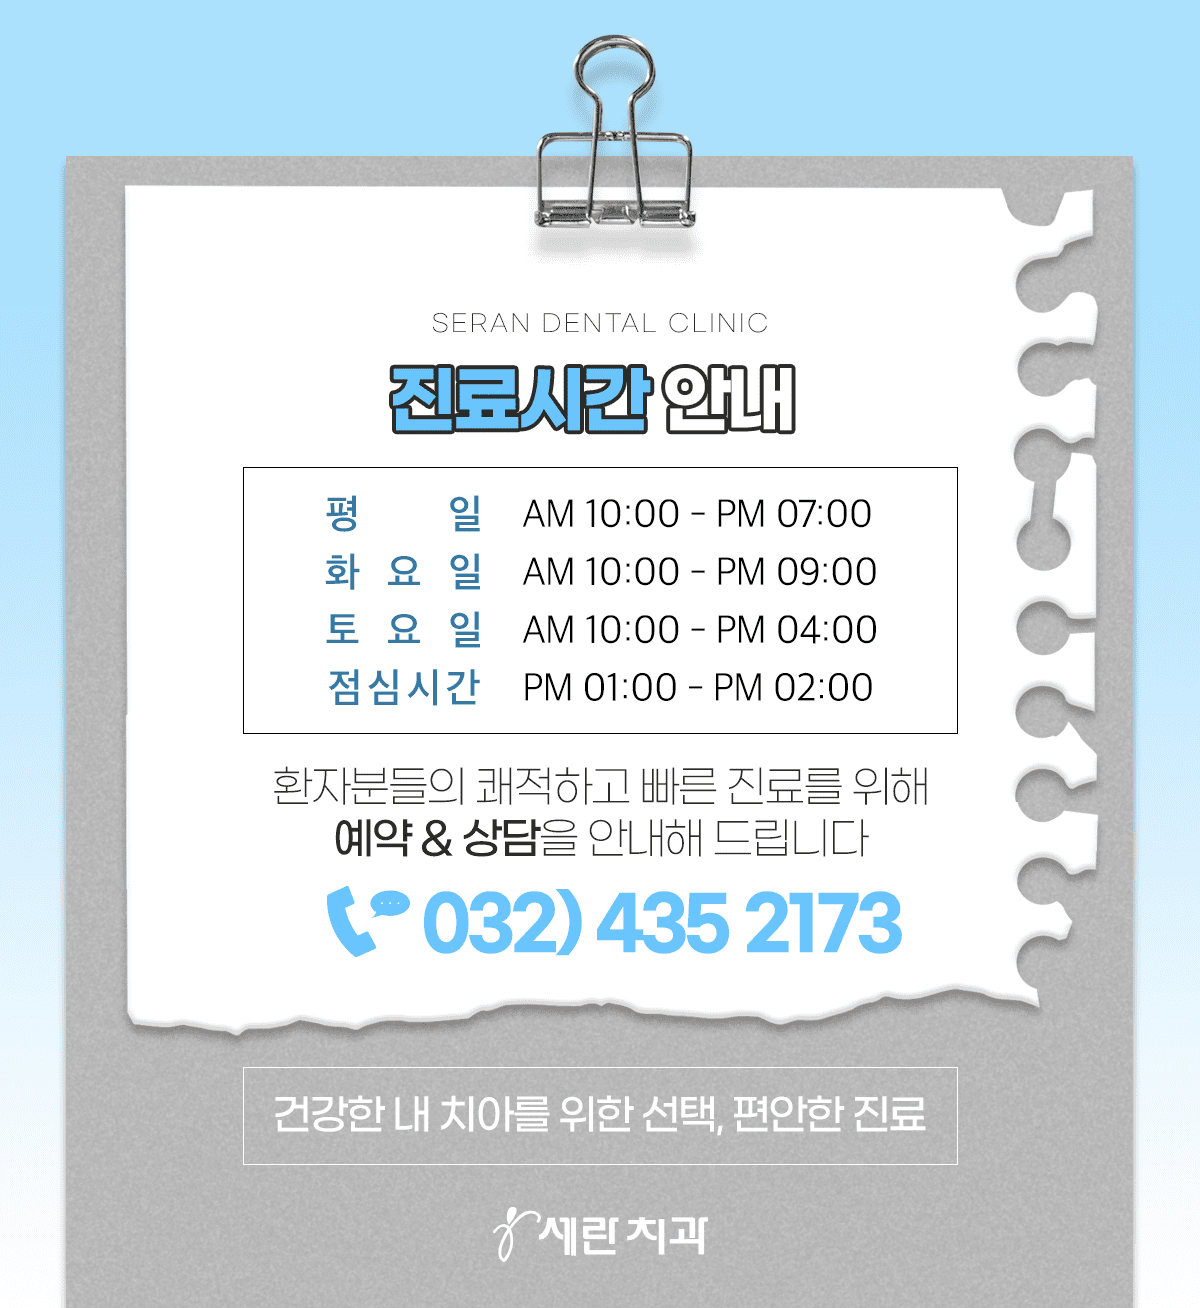 SERAN DENTAL CLINIC
진료시간 안내
평 일 AM 10:00 - PM 07:00
화 요 일 AM 10:00 - PM 09:00
토 요 일 AM 10:00 - PM 04:00
점심시간 PM 01:00 - PM 02:00
환자분들의 쾌적하고 빠른 진료를 위해
예약 & 상담을 안내해 드립니다
032) 435 2173
건강한 내 치아를 위한 선택, 편안한 진료
세란치과